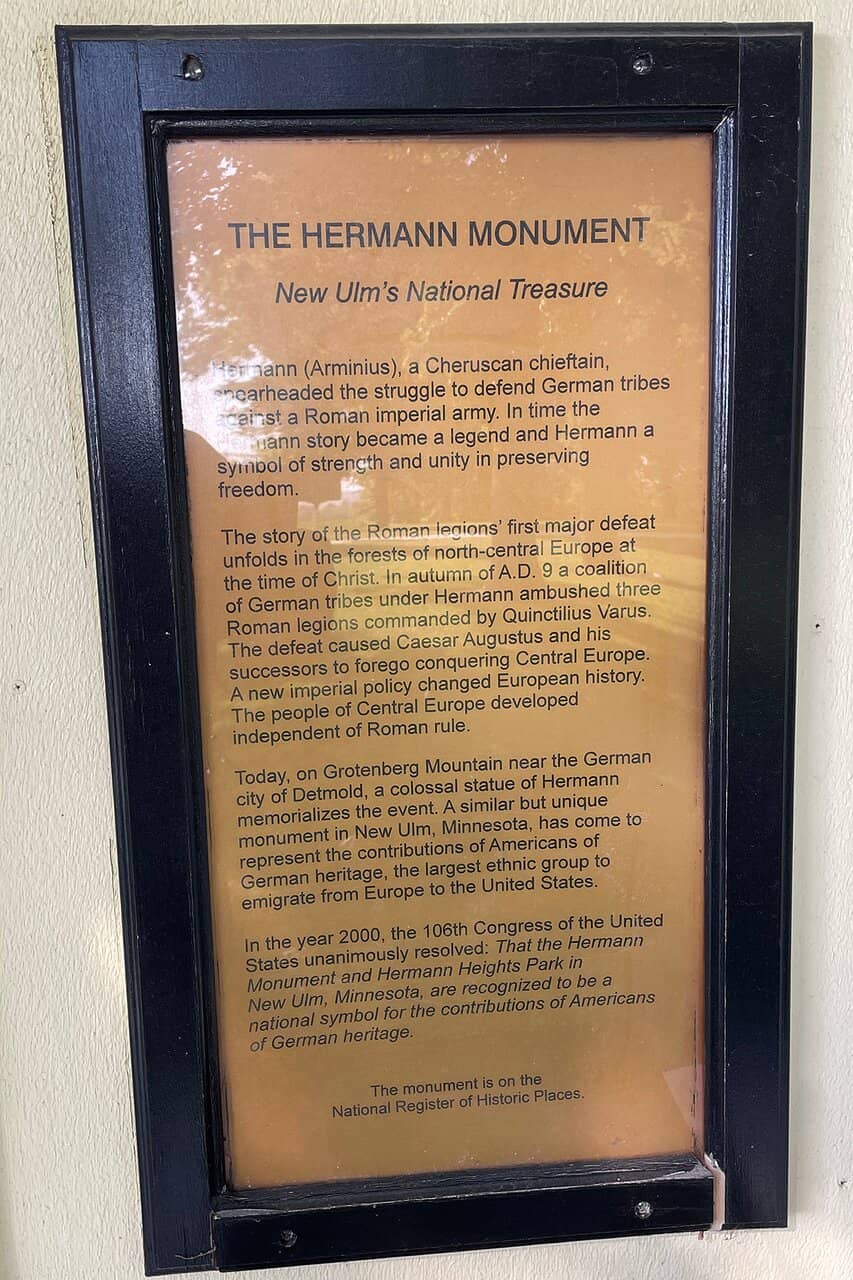 THE HERMANN MONUMENT
New Ulm's National Treasure
Hermann (Arminius), a Cheruscan chieftain,
spearheaded the struggle to defend German tribes
against a Roman imperial army. In time the
Hermann story became a legend and Hermann a
symbol of strength and unity in preserving
freedom.
The story of the Roman legions' first major defeat
unfolds in the forests of north-central Europe at
the time of Christ. In autumn of A.D. 9 a coalition
of German tribes under Hermann ambushed three
Roman legions commanded by Quinctilius Varus.
The defeat caused Caesar Augustus and his
successors to forego conquering Central Europe.
A new imperial policy changed European history.
The people of Central Europe developed
independent of Roman rule.
Today, on Grotenberg Mountain near the German
city of Detmold, a colossal statue of Hermann
memorializes the event. A similar but unique
monument in New Ulm, Minnesota, has come to
represent the contributions of Americans of
German heritage, the largest ethnic group to
emigrate from Europe to the United States.
In the year 2000, the 106th Congress of the United
States unanimously resolved: That the Hermann
Monument and Hermann Heights Park in
New Ulm, Minnesota, are recognized to be a
national symbol for the contributions of Americans
of German heritage.
The monument is on the
National Register of Historic Places.